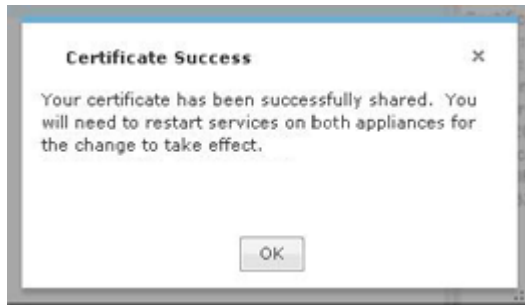 Certificate Success
×
Your certificate has been successfully shared. You
will need to restart services on both appliances for
the change to take effect.
OK